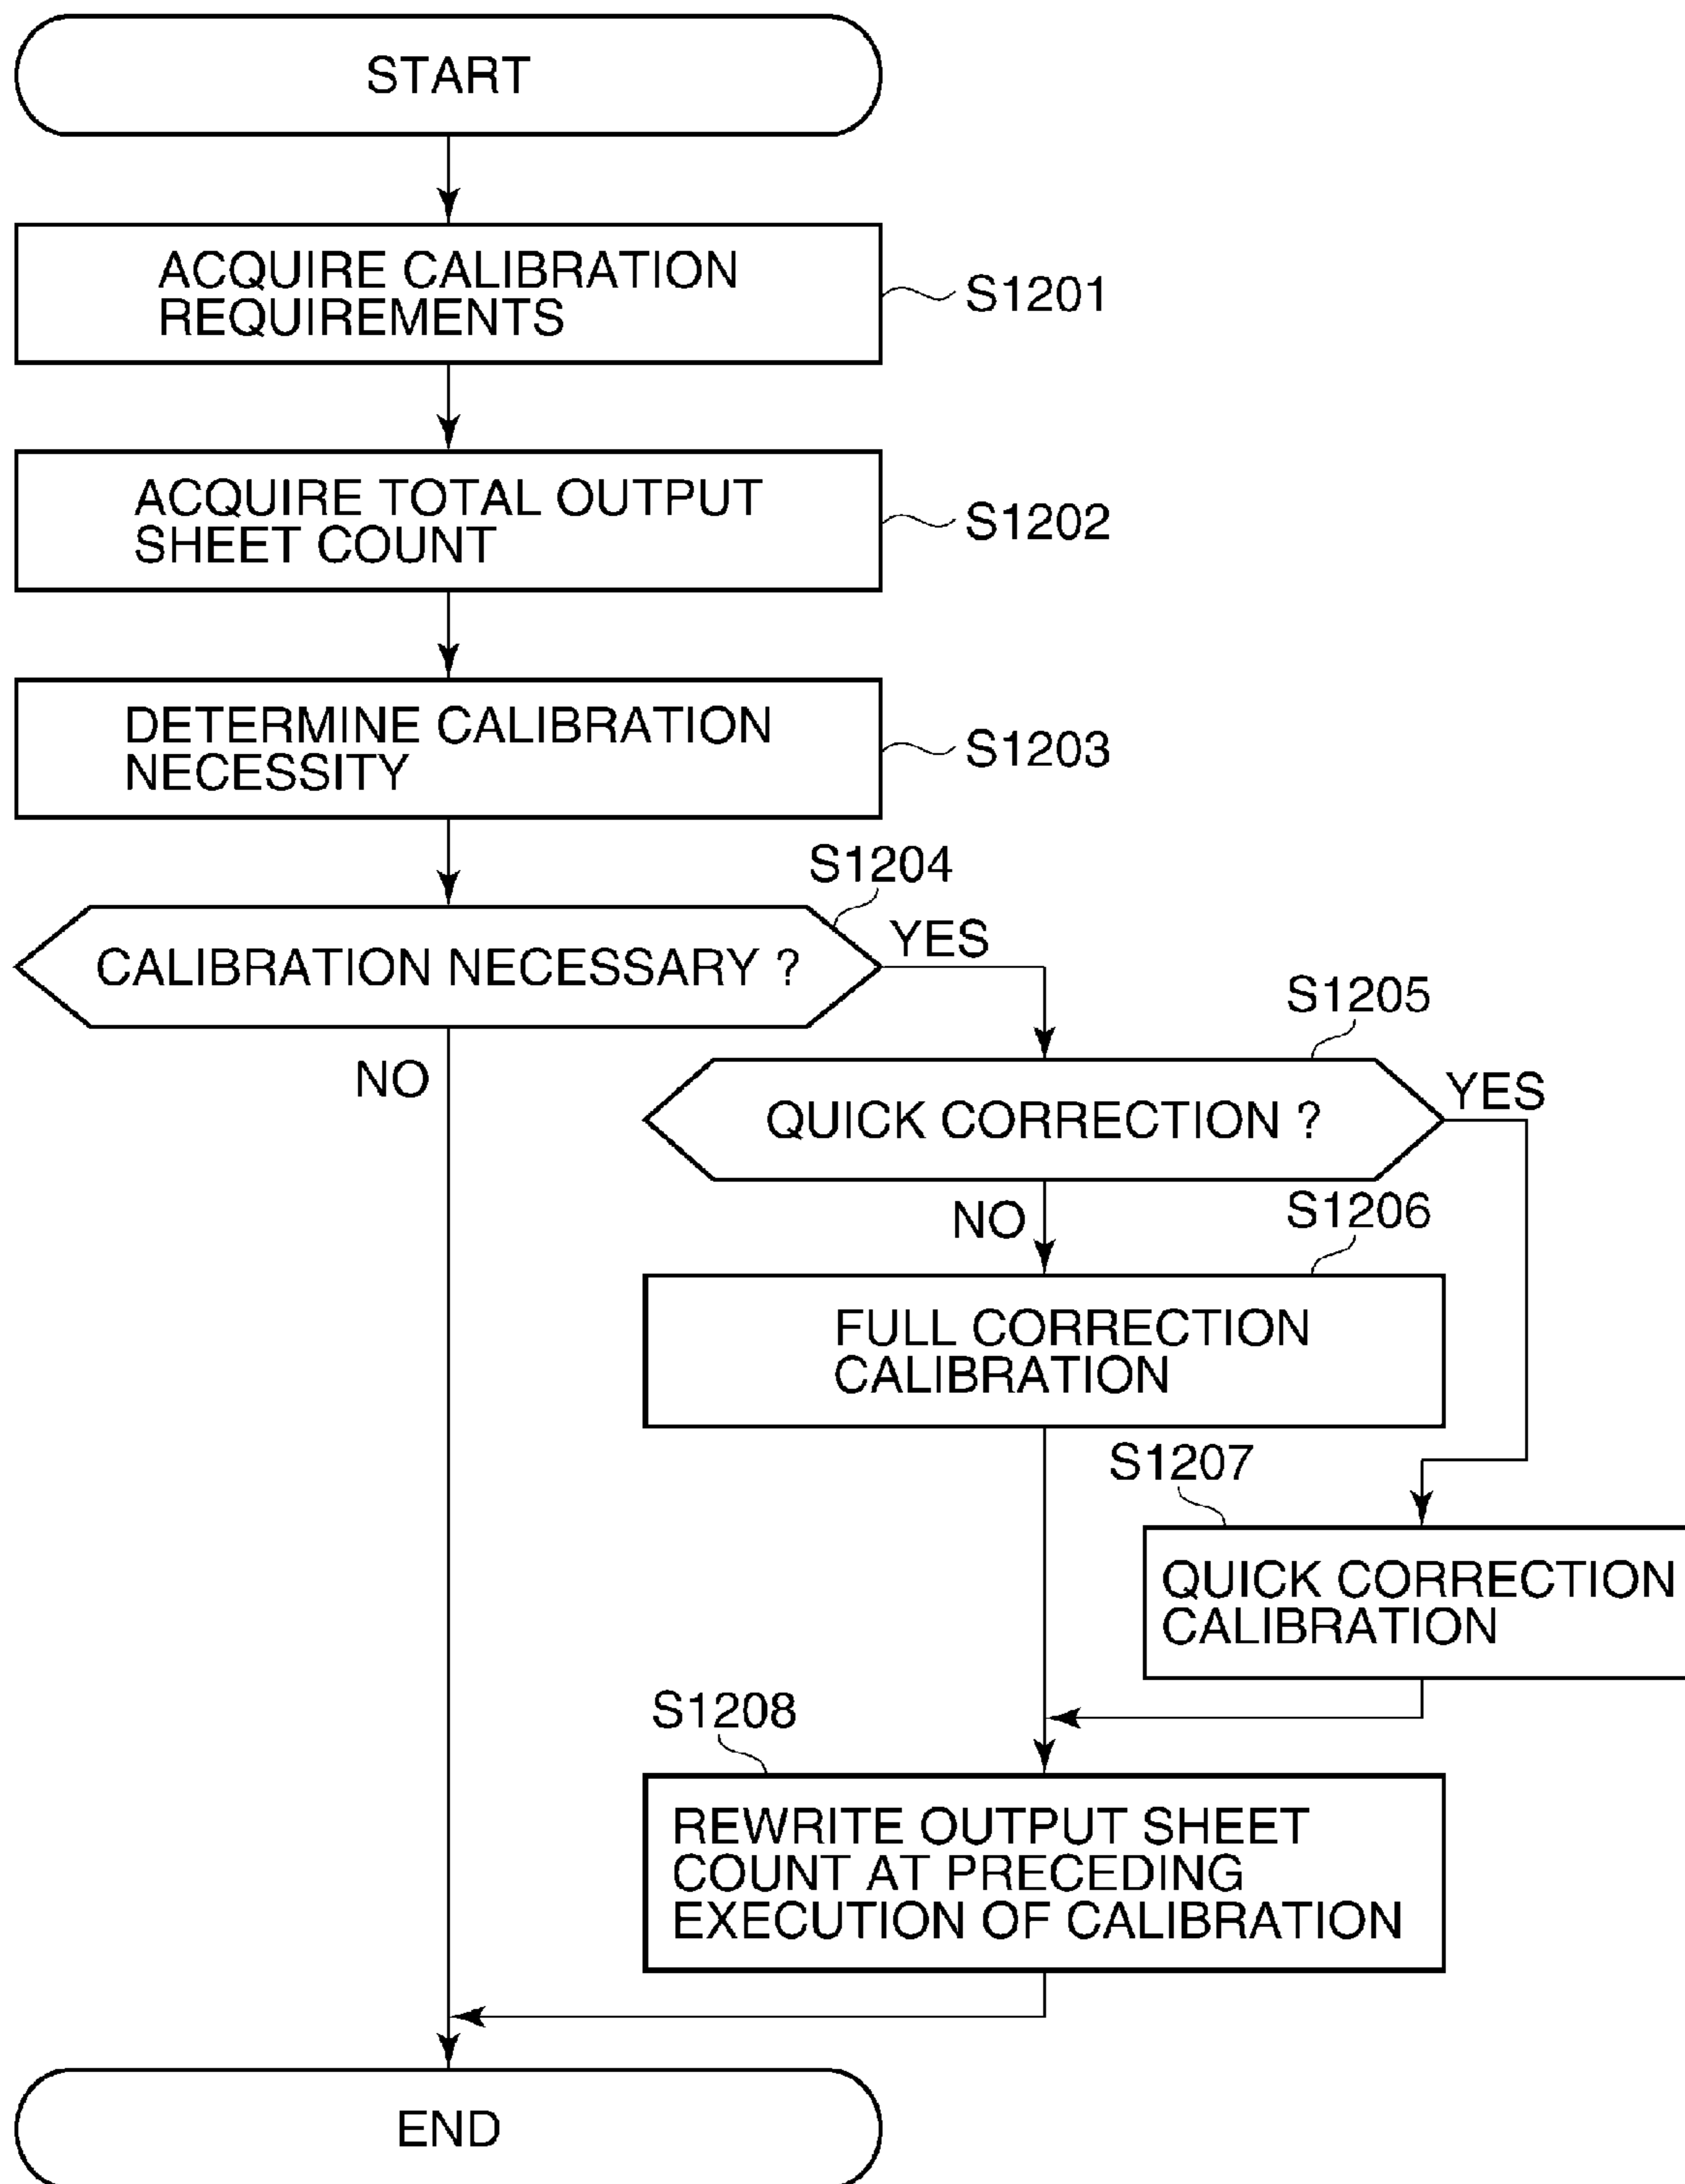 START
ACQUIRE CALIBRATION
REQUIREMENTS
S1201
ACQUIRE TOTAL OUTPUT
SHEET COUNT
S1202
DETERMINE CALIBRATION
NECESSITY
S1203
S1204
CALIBRATION NECESSARY ?
YES
NO
S1205
QUICK CORRECTION ?
YES
NO
S1206
FULL CORRECTION
CALIBRATION
S1207
QUICK CORRECTION
CALIBRATION
S1208
REWRITE OUTPUT SHEET
COUNT AT PRECEDING
EXECUTION OF CALIBRATION
END